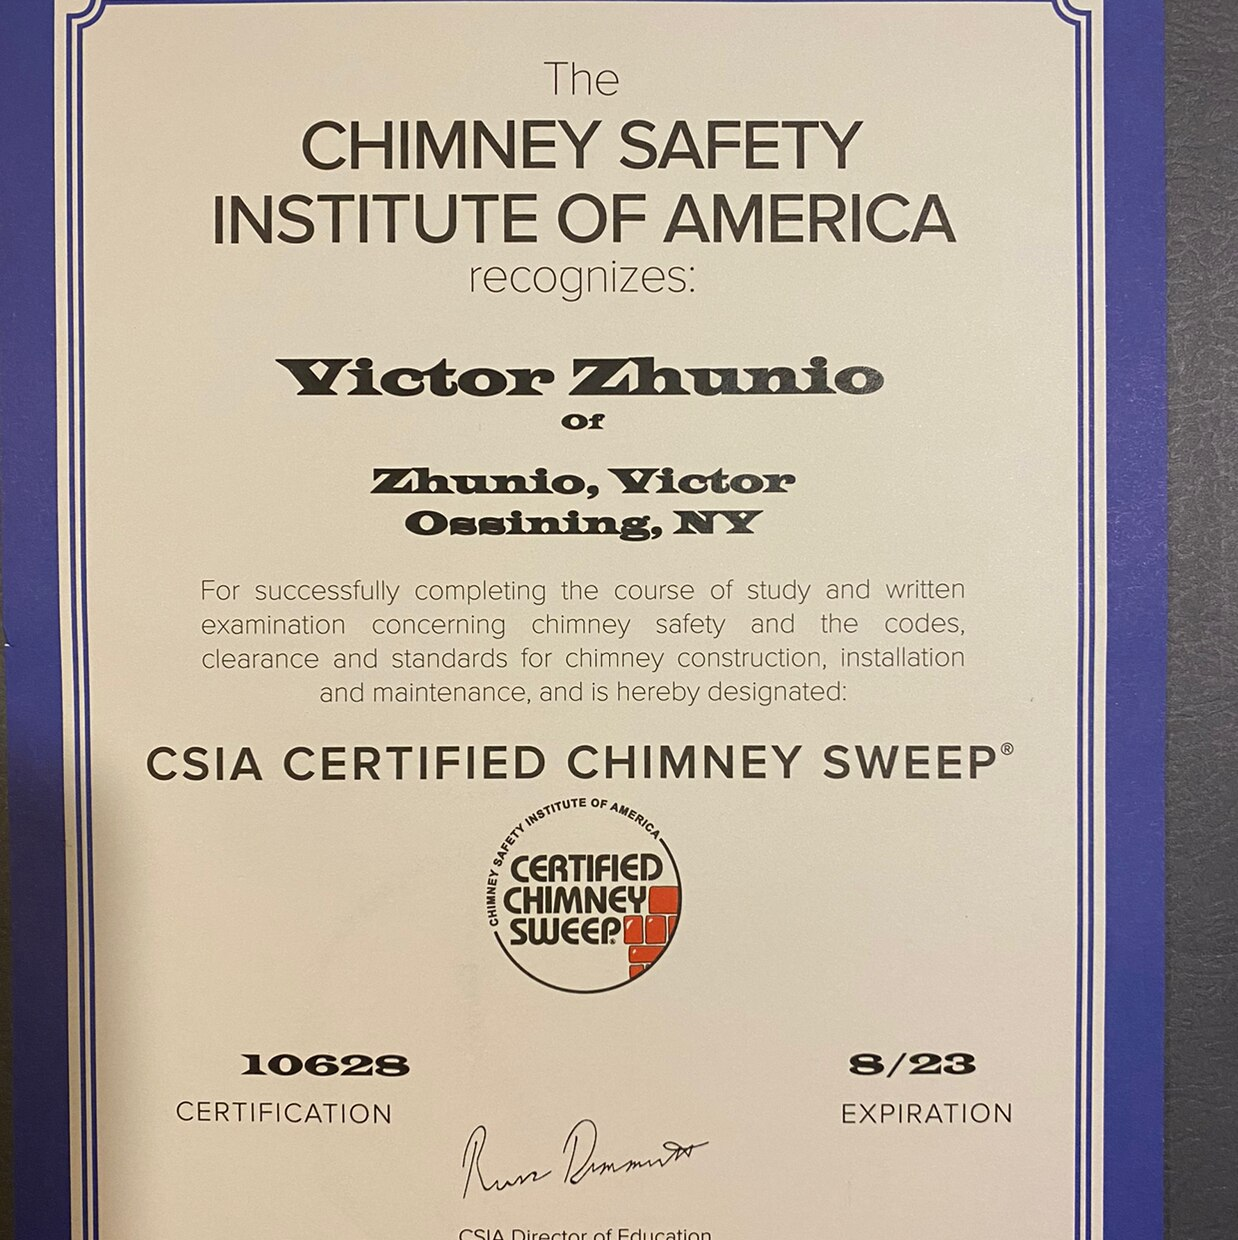 The
CHIMNEY SAFETY
INSTITUTE OF AMERICA
recognizes:
Victor Zhunio
Of
Zhunio, Victor
Ossining, NY
For successfully completing the course of study and written
examination concerning chimney safety and the codes,
clearance and standards for chimney construction, installation
and maintenance, and is hereby designated:
CSIA CERTIFIED CHIMNEY SWEEP®
CHIMNEY SAFETY INSTITUTE OF AMERICA
CERTIFIED
CHIMNEY
SWEEP®
10628
8/23
CERTIFICATION
EXPIRATION
CSIA Director of Education